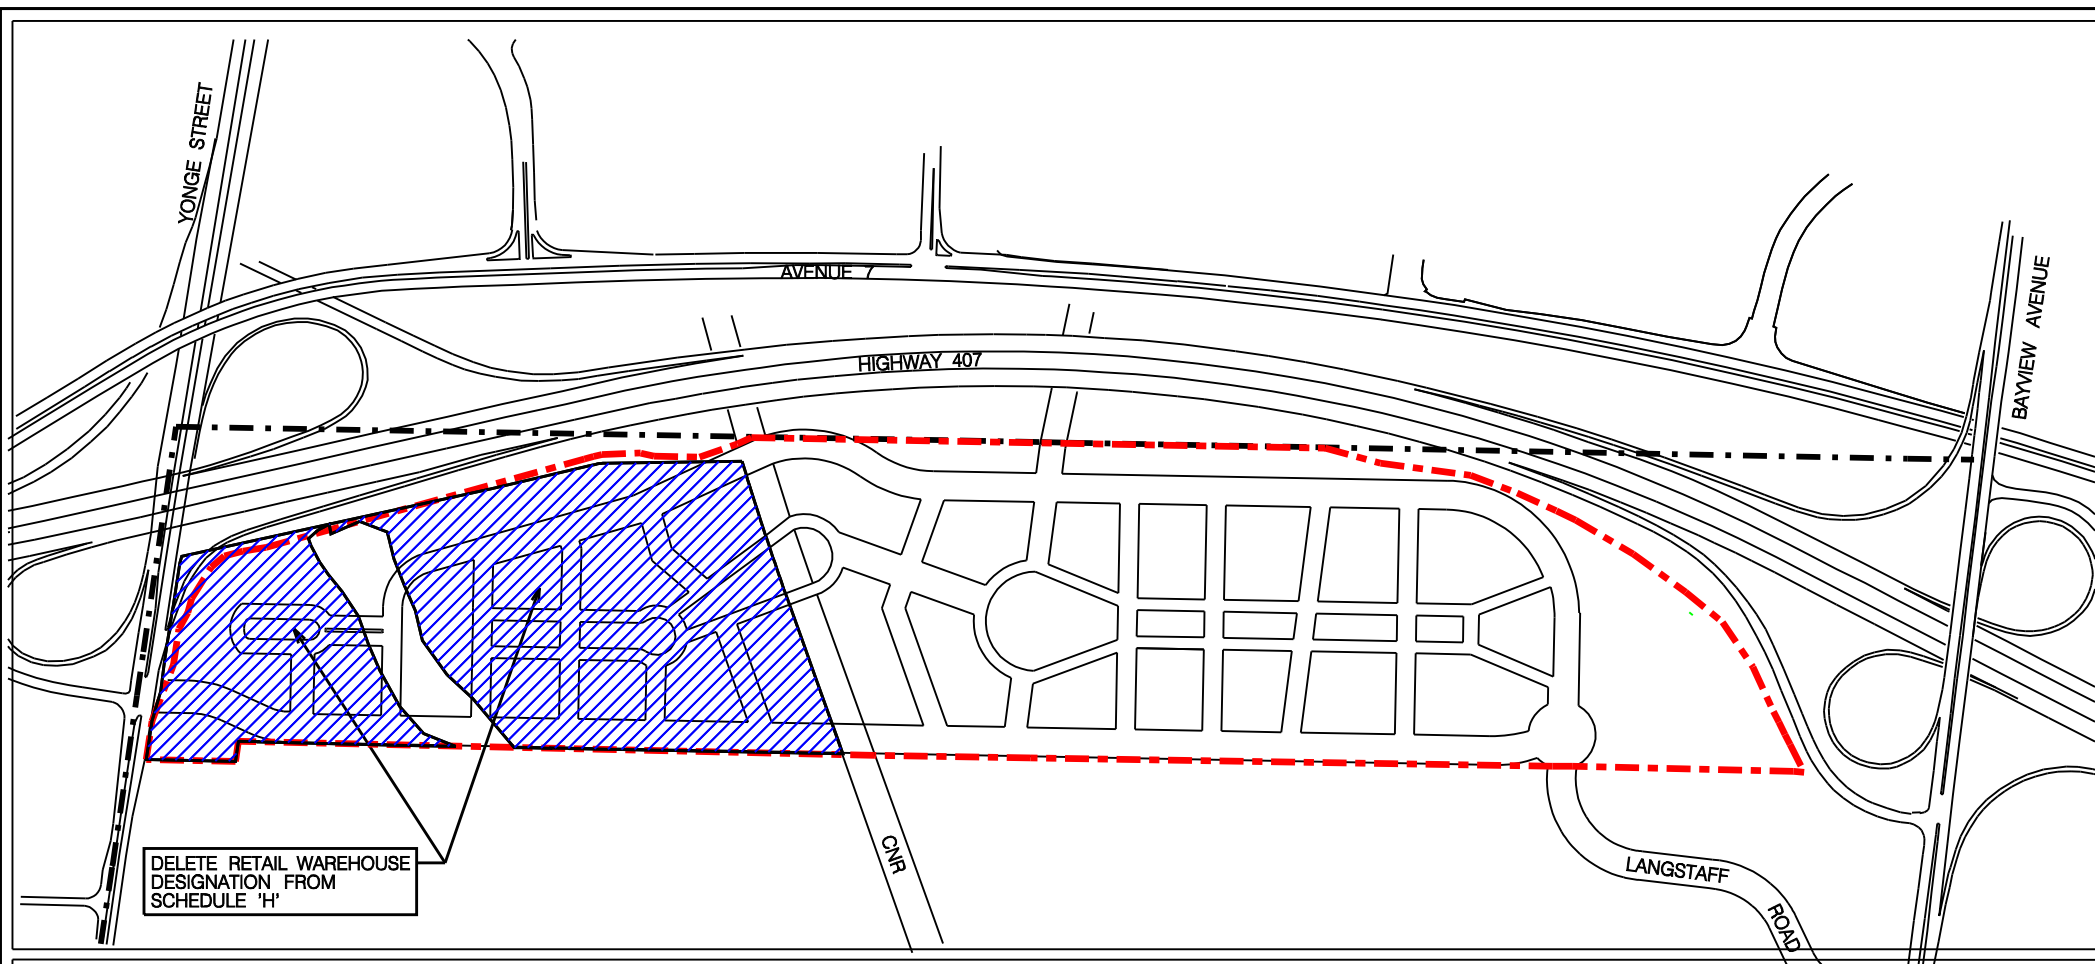 YONGE STREET
AVENUE 7
BAYVIEW AVENUE
HIGHWAY 407
DELETE RETAIL WAREHOUSE
DESIGNATION FROM
SCHEDULE 'H'
CNR
LANGSTAFF
ROAD